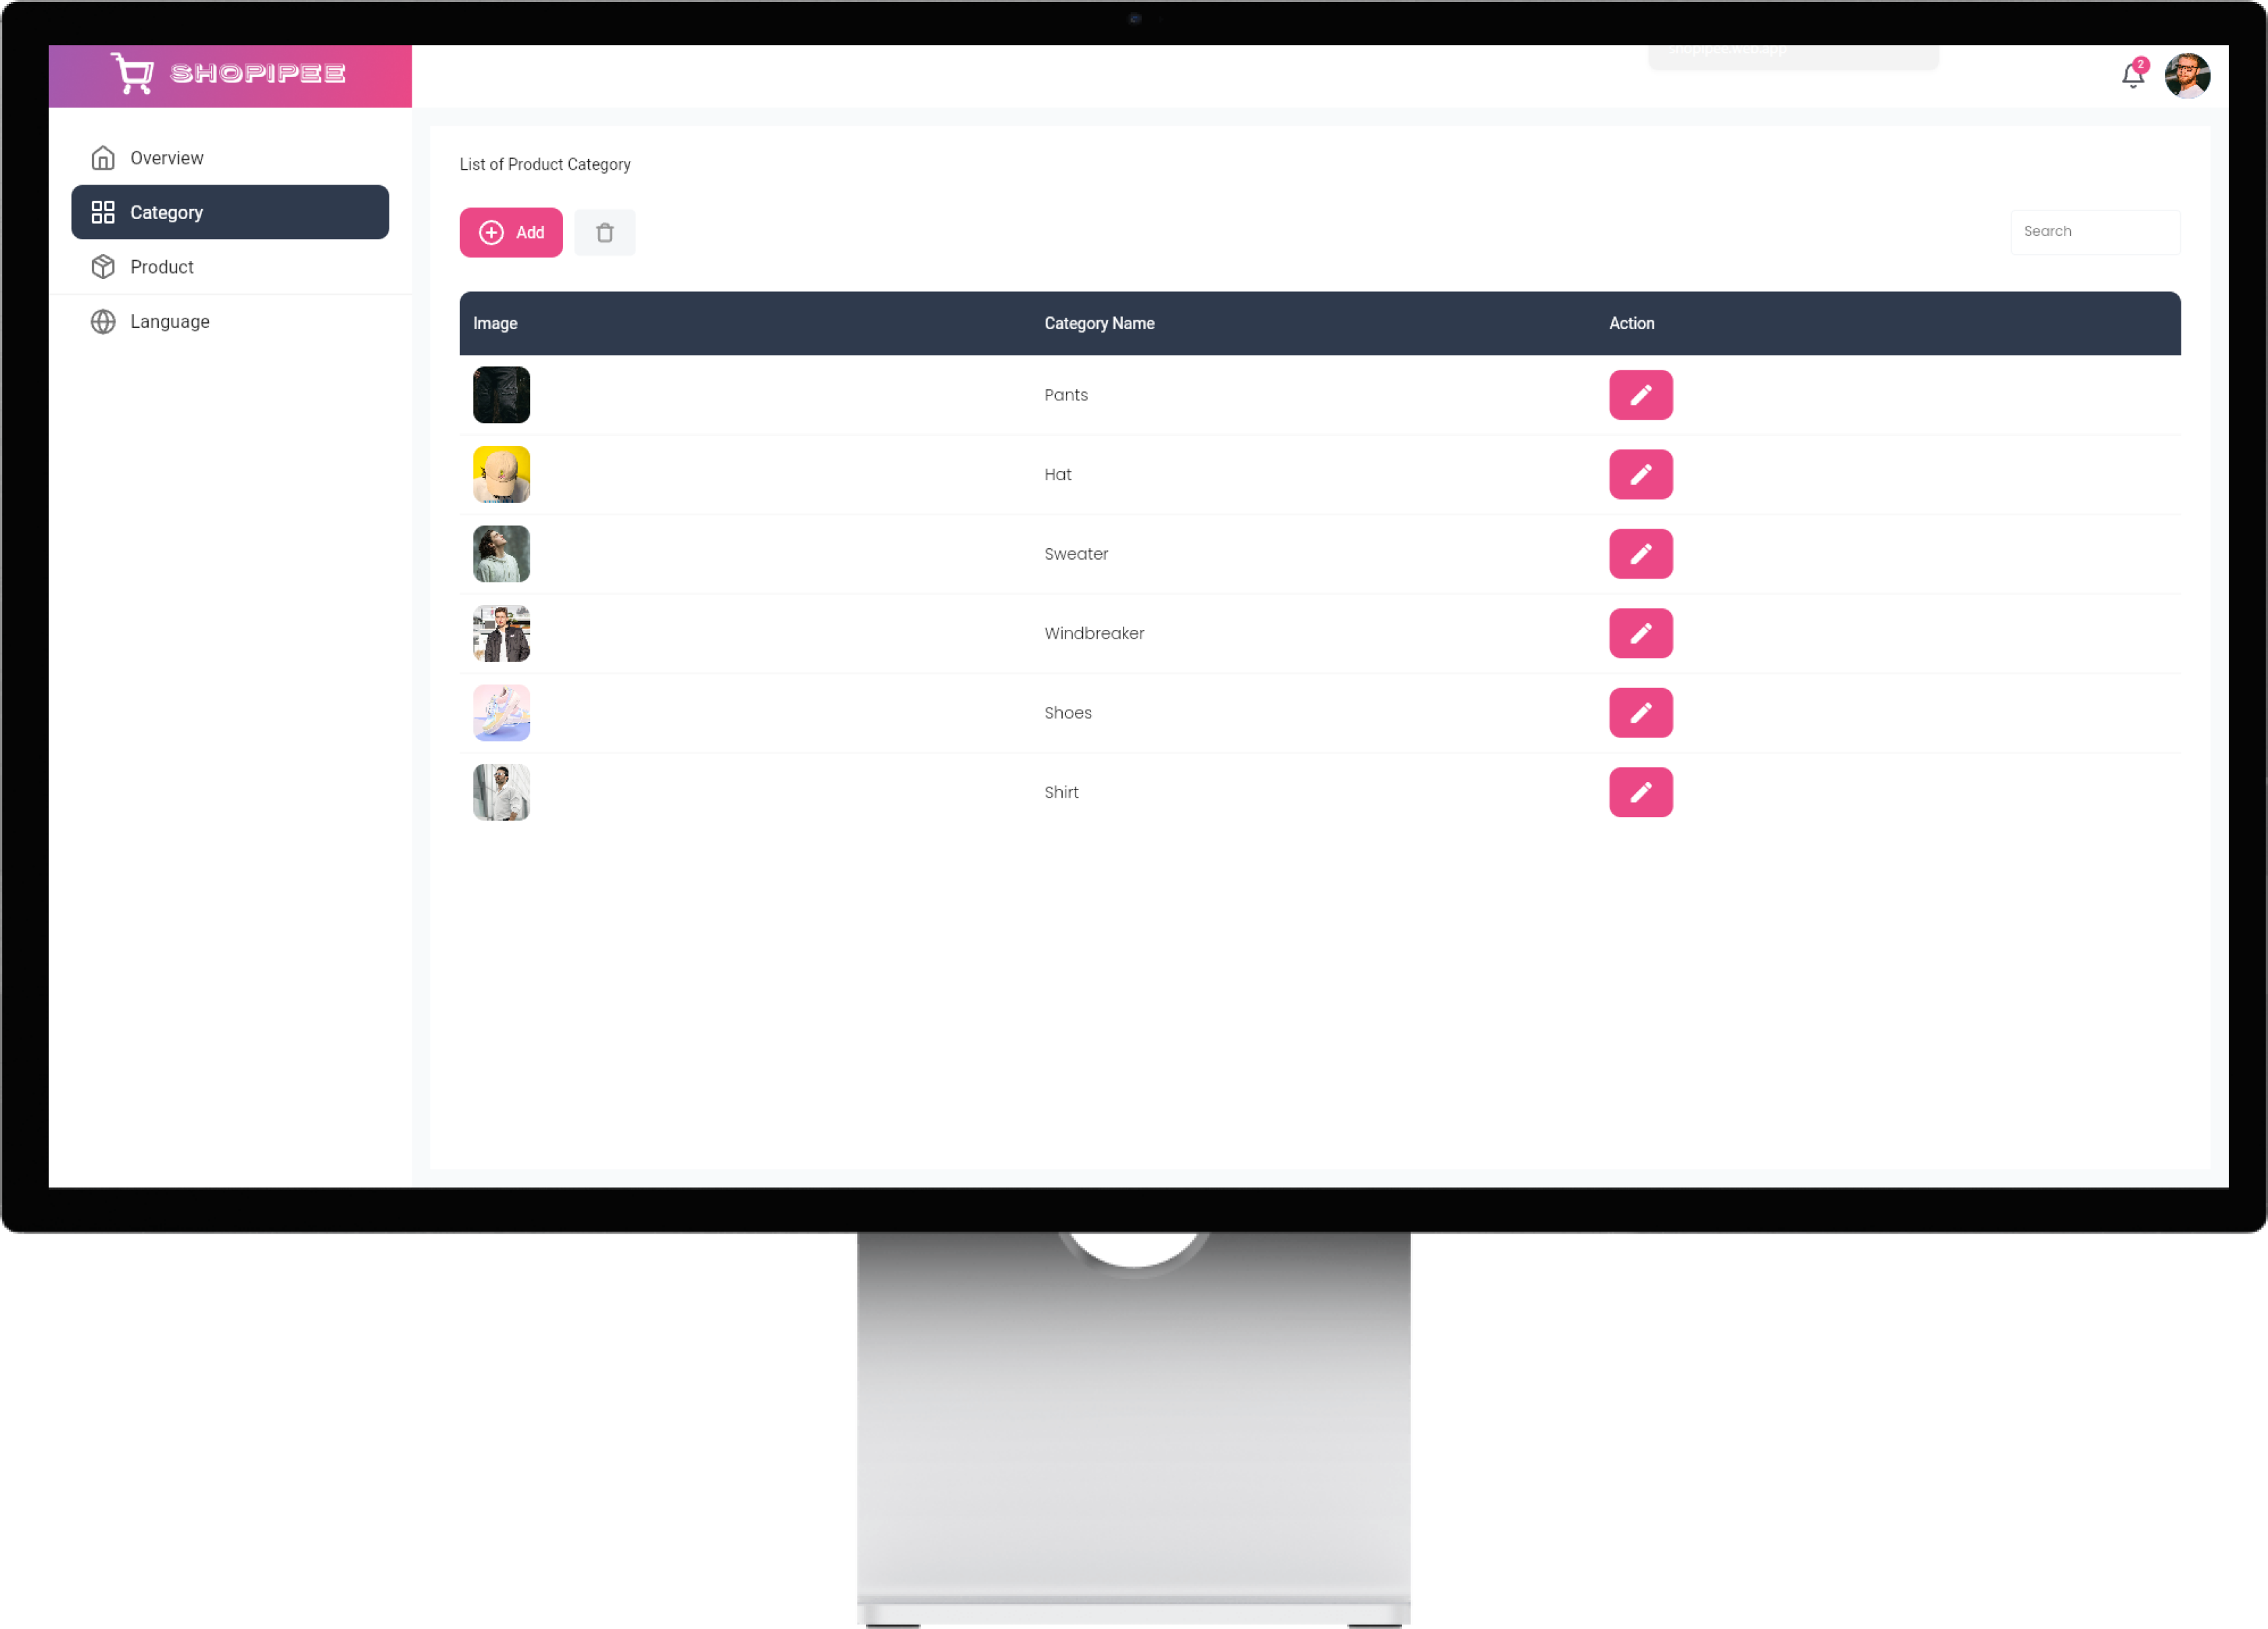 SHOPIPEE
2
Overview
Category
Product
Language
List of Product Category
Add
Search
Image Category Name Action
Pants
Hat
Sweater
Windbreaker
Shoes
Shirt